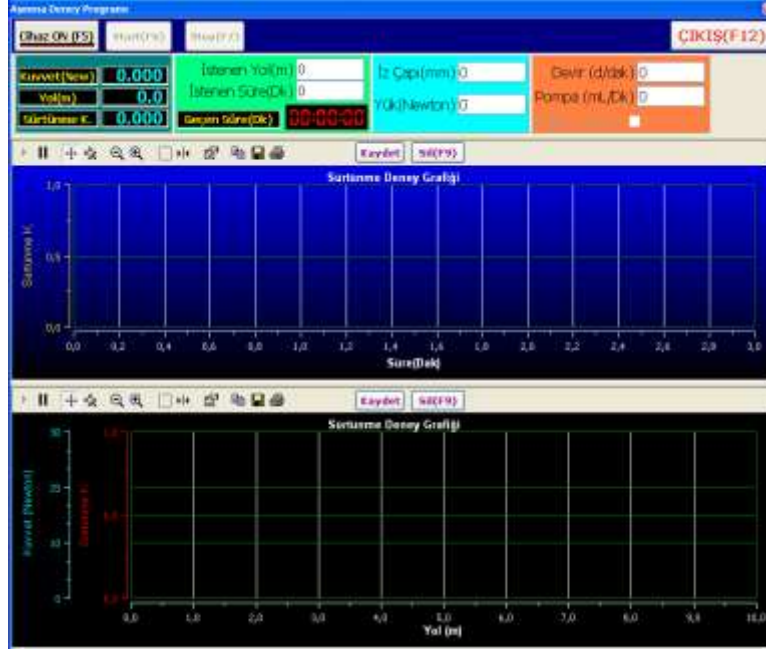 Aşınma Deney Programı
Cihaz ON (F5) Start(F6) Stop(F7) ÇIKIŞ(F12)
Kuvvet(New) 0.000
Yol(m) 0.0
Sürtünme K. 0.000
İstenen Yol(m) 0
İstenen Süre(Dk) 0
Geçen Süre(Dk) 00:00:00
İz Çapı(mm) 0
Yük(Newton) 0
Devir (d/dak) 0
Pompa (mL/Dk) 0
Kaydet Sil(F9)
Sürtünme Deney Grafiği
Sürtünme K.
1,0
0,5
0,0
0,0 0,2 0,4 0,6 0,8 1,0 1,2 1,4 1,6 1,8 2,0 2,2 2,4 2,6 2,8 3,0
Süre(Dak)
Kaydet Sil(F9)
Sürtünme Deney Grafiği
Kuvvet (Newton)
Sürtünme K.
0,0 1,0 2,0 3,0 4,0 5,0 6,0 7,0 8,0 9,0 10,0
Yol (m)